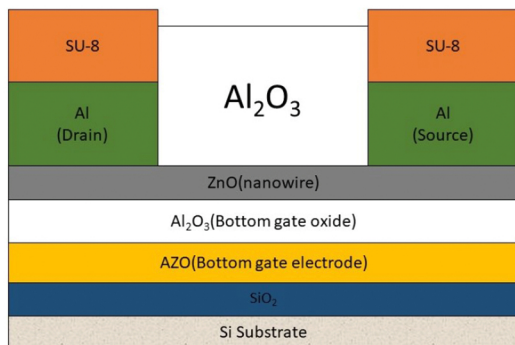 SU-8 SU-8
Al₂O₃
Al Al
(Drain) (Source)
ZnO(nanowire)
Al₂O₃(Bottom gate oxide)
AZO(Bottom gate electrode)
SiO₂
Si Substrate